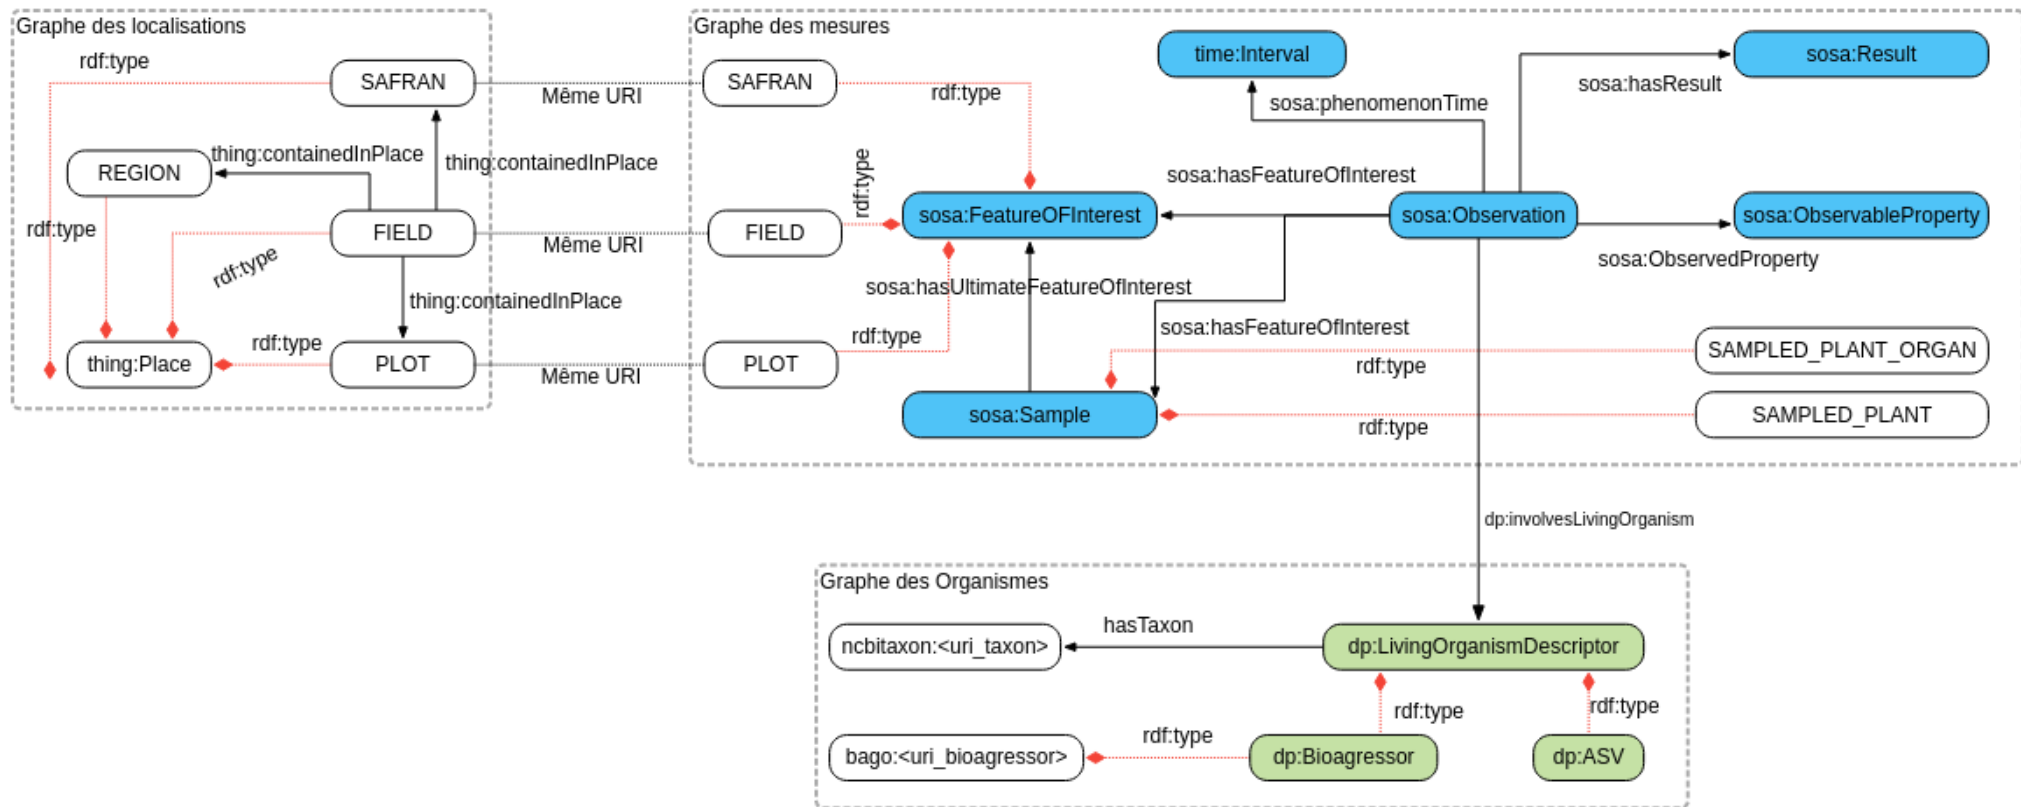 Graphe des localisations
Graphe des mesures
rdf:type
SAFRAN
Même URI
SAFRAN
rdf:type
time:Interval
sosa:Result
sosa:hasResult
sosa:phenomenonTime
REGION
thing:containedInPlace
thing:containedInPlace
rdf:type
sosa:hasFeatureOfInterest
rdf:type
rdf:type
FIELD
Même URI
FIELD
sosa:FeatureOFInterest
sosa:Observation
sosa:ObservableProperty
sosa:ObservedProperty
thing:containedInPlace
sosa:hasUltimateFeatureOfInterest
sosa:hasFeatureOfInterest
thing:Place
rdf:type
PLOT
Même URI
PLOT
rdf:type
SAMPLED_PLANT_ORGAN
rdf:type
sosa:Sample
SAMPLED_PLANT
rdf:type
dp:involvesLivingOrganism
Graphe des Organismes
ncbitaxon:<uri_taxon>
hasTaxon
dp:LivingOrganismDescriptor
rdf:type
rdf:type
bago:<uri_bioagressor>
rdf:type
dp:Bioagressor
dp:ASV